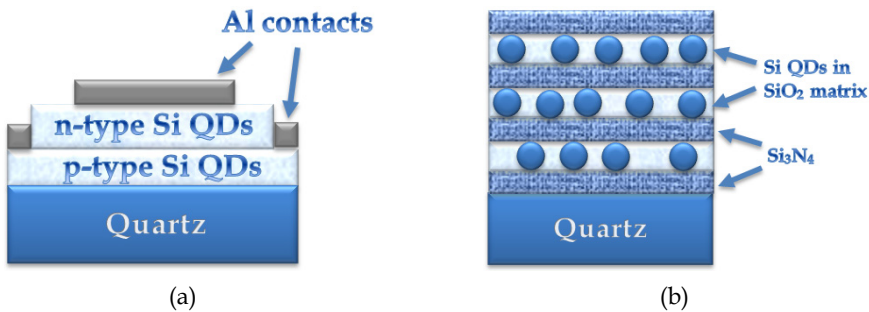 Al contacts
n-type Si QDs
p-type Si QDs
Quartz
(a)
Si QDs in
SiO₂ matrix
Si₃N₄
Quartz
(b)